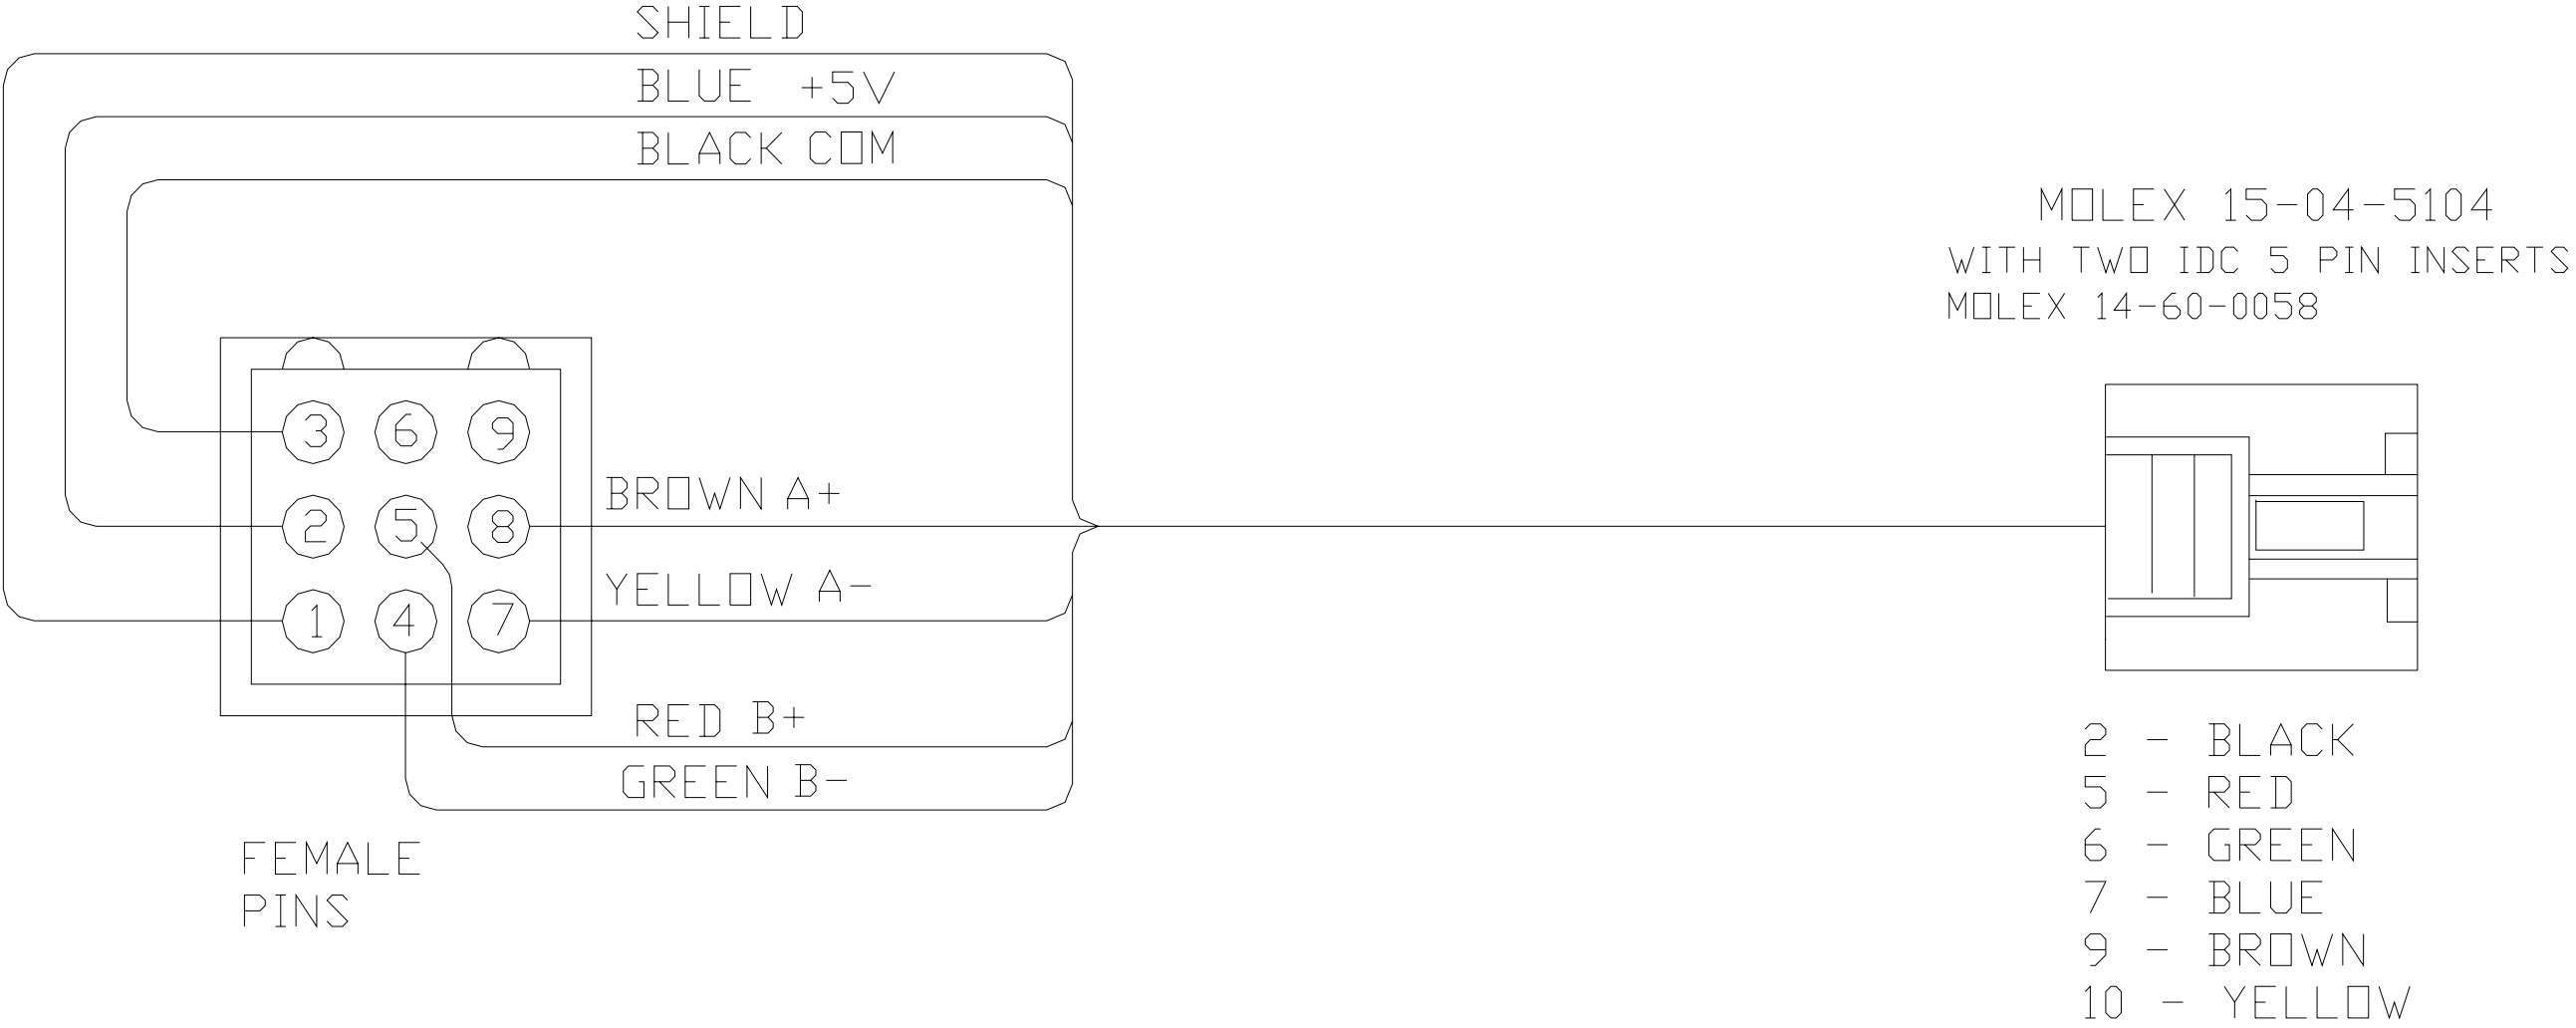 SHIELD
BLUE +5V
BLACK COM
MOLEX 15-04-5104
WITH TWO IDC 5 PIN INSERTS
MOLEX 14-60-0058
3 6 9
BROWN A+
2 5 8
YELLOW A-
1 4 7
RED B+
GREEN B-
FEMALE
PINS
2 - BLACK
5 - RED
6 - GREEN
7 - BLUE
9 - BROWN
10 - YELLOW